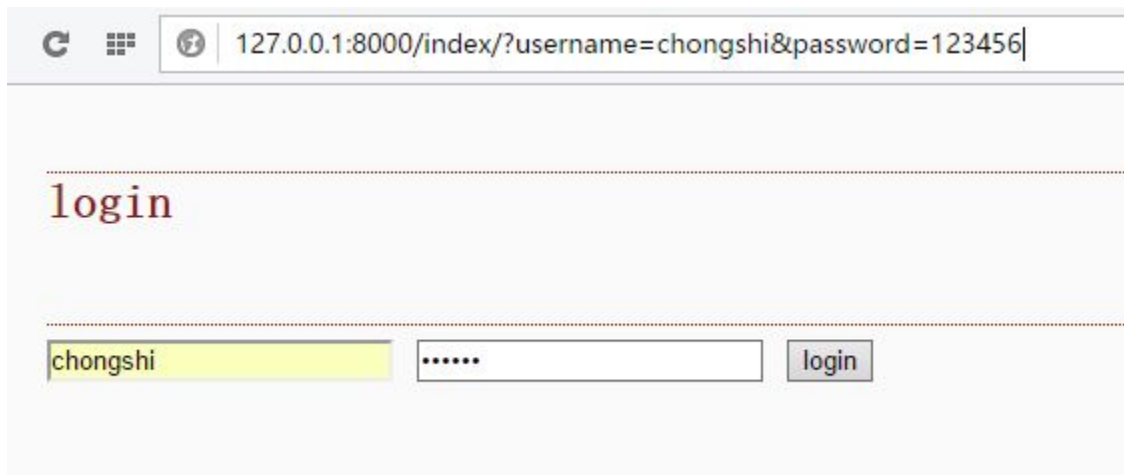 127.0.0.1:8000/index/?username=chongshi&password=123456
login
chongshi •••••• login